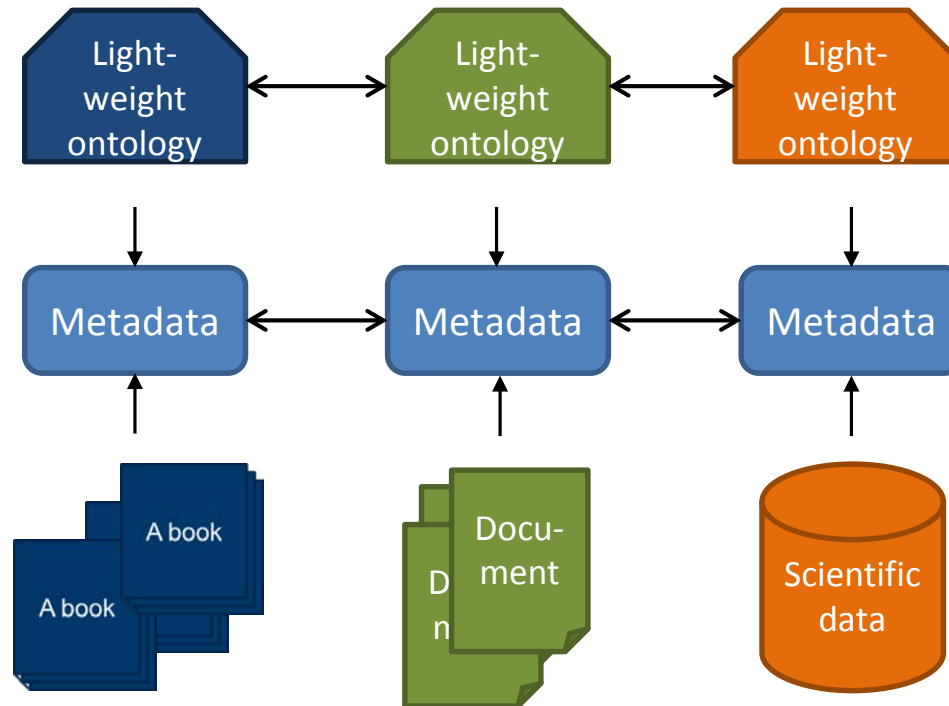 Light-
weight
ontology
Light-
weight
ontology
Light-
weight
ontology
Metadata
Metadata
Metadata
A book
A book
Docu-
ment
D
m
Scientific
data